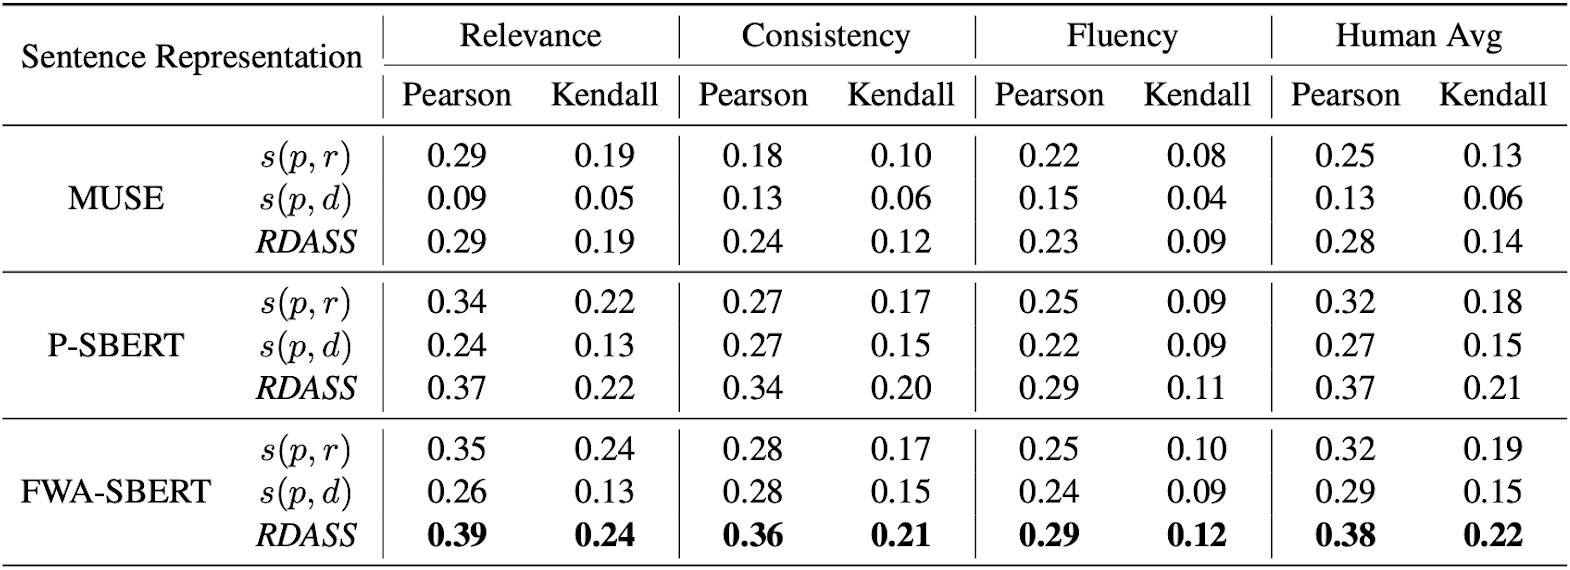 Sentence Representation Relevance Consistency Fluency Human Avg
Pearson Kendall Pearson Kendall Pearson Kendall Pearson Kendall
MUSE s(p, r) 0.29 0.19 0.18 0.10 0.22 0.08 0.25 0.13
s(p, d) 0.09 0.05 0.13 0.06 0.15 0.04 0.13 0.06
RDASS 0.29 0.19 0.24 0.12 0.23 0.09 0.28 0.14
P-SBERT s(p, r) 0.34 0.22 0.27 0.17 0.25 0.09 0.32 0.18
s(p, d) 0.24 0.13 0.27 0.15 0.22 0.09 0.27 0.15
RDASS 0.37 0.22 0.34 0.20 0.29 0.11 0.37 0.21
FWA-SBERT s(p, r) 0.35 0.24 0.28 0.17 0.25 0.10 0.32 0.19
s(p, d) 0.26 0.13 0.28 0.15 0.24 0.09 0.29 0.15
RDASS 0.39 0.24 0.36 0.21 0.29 0.12 0.38 0.22